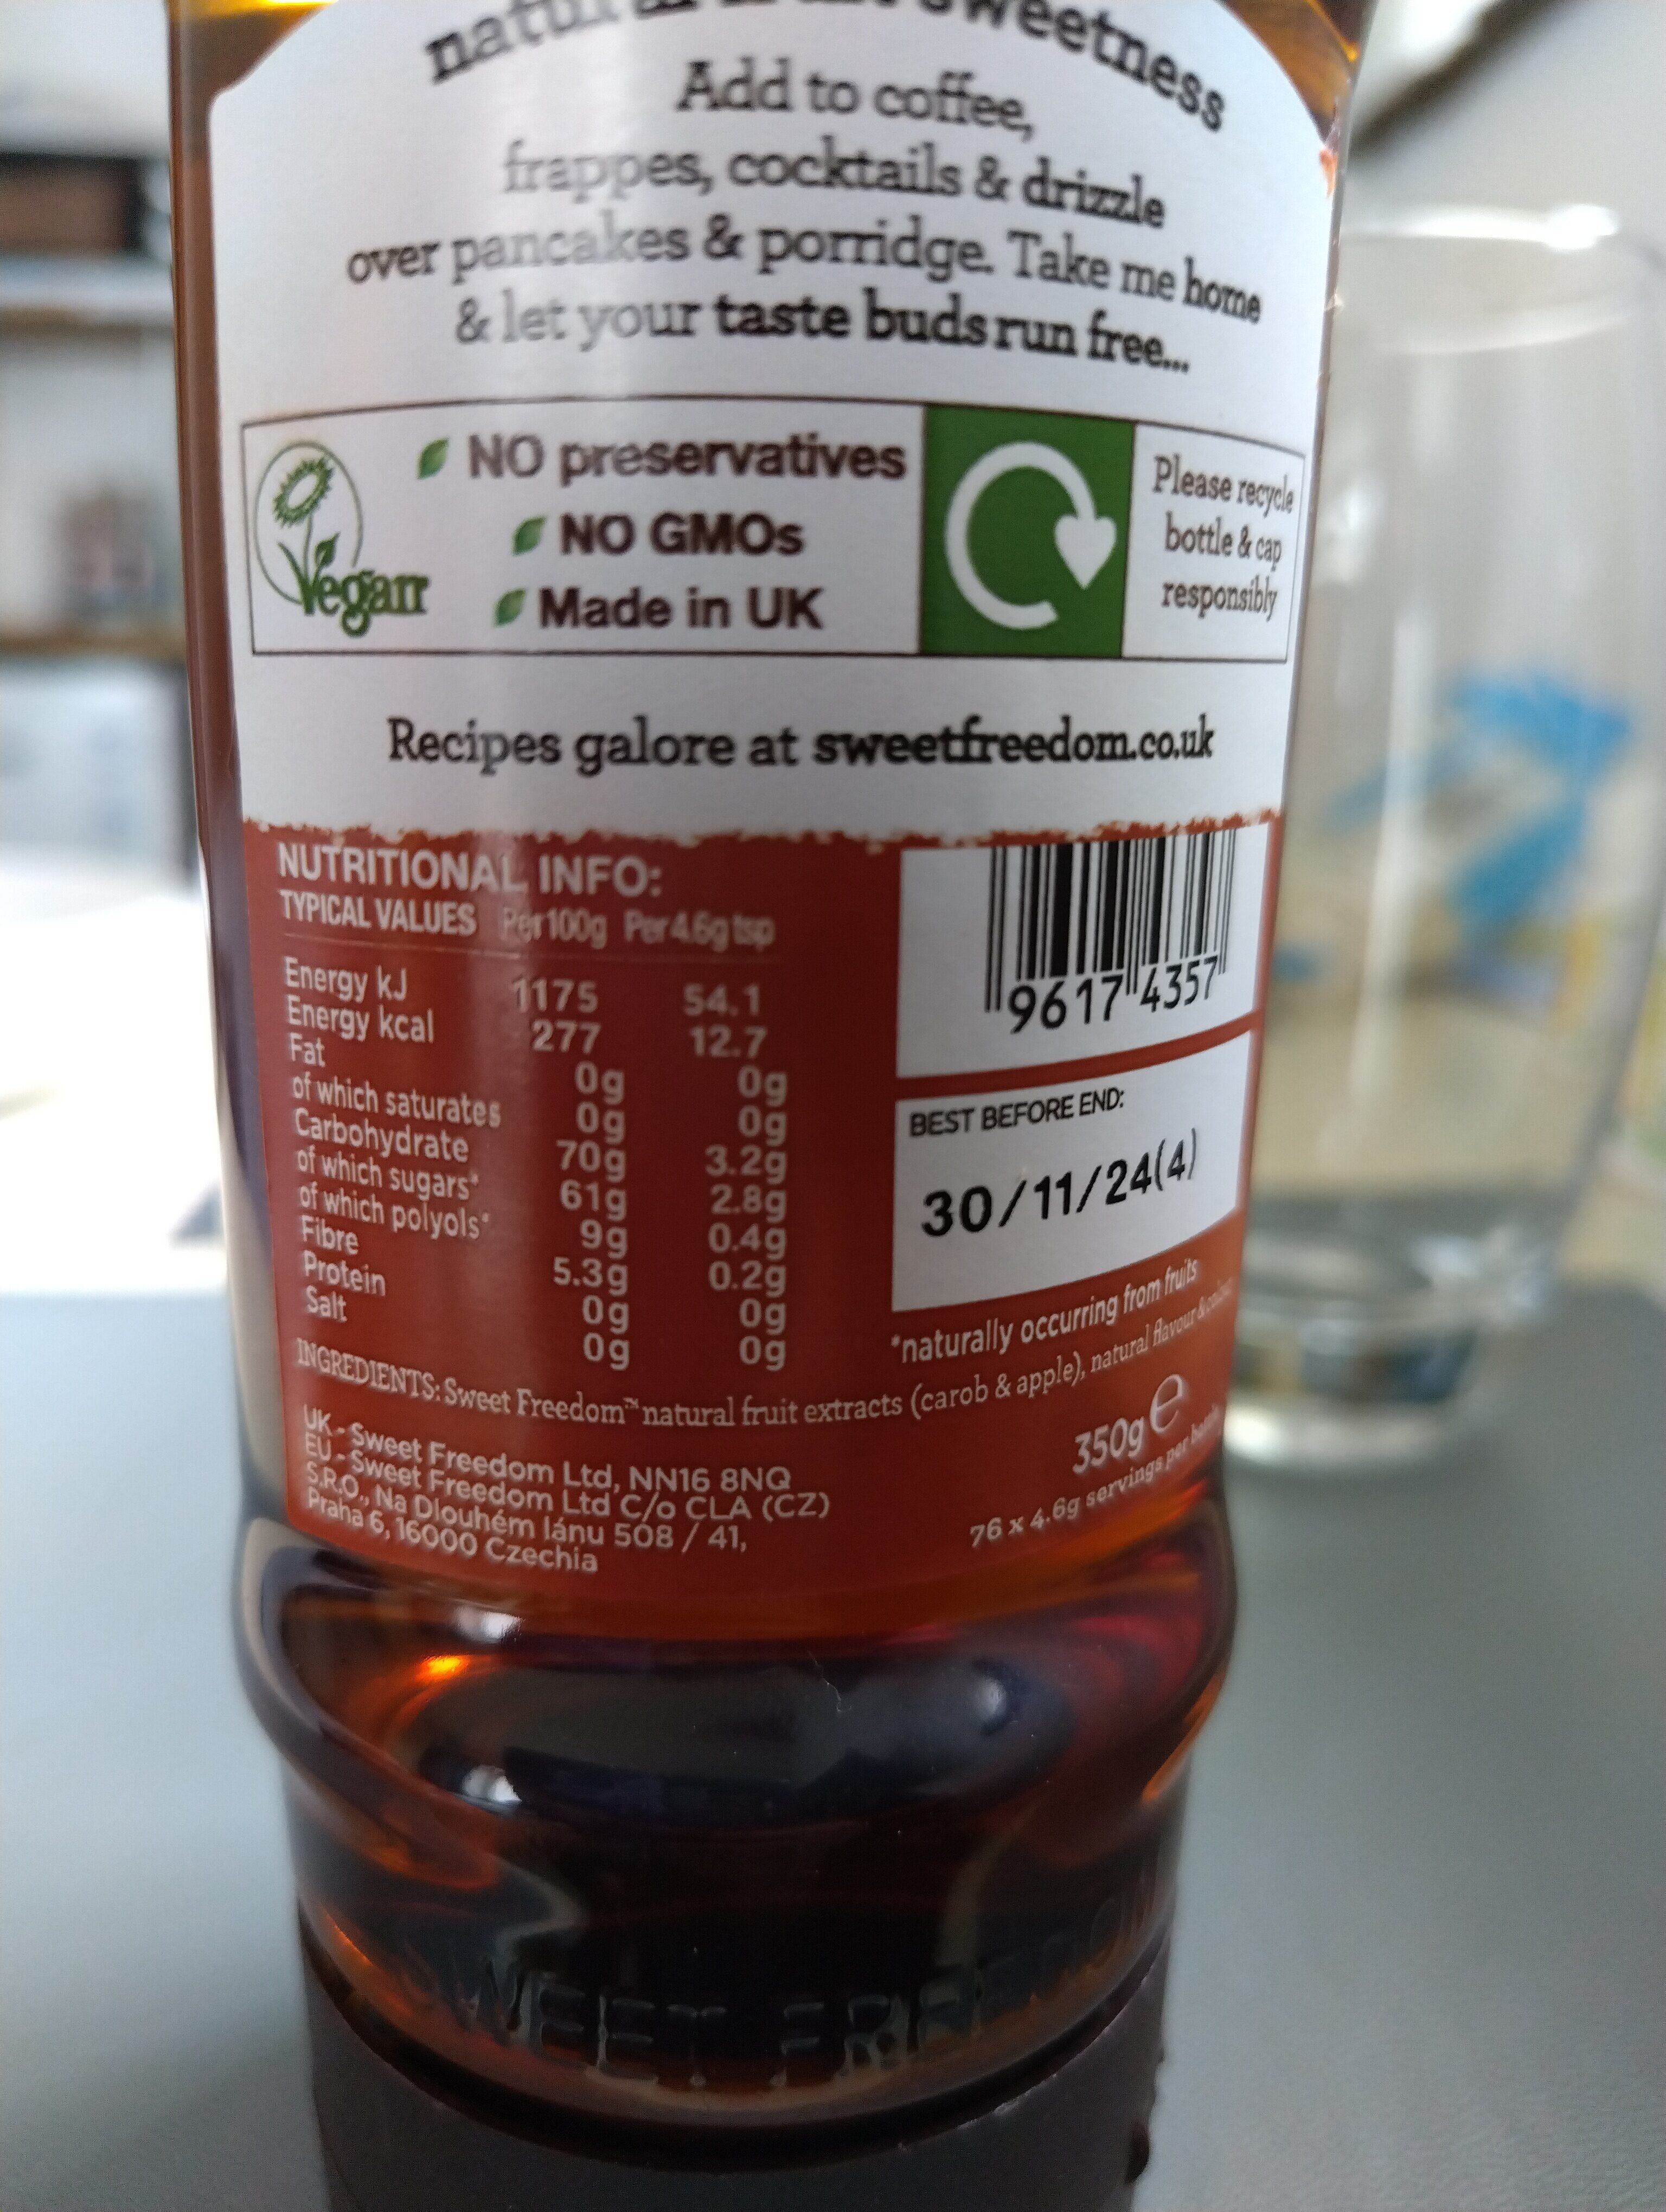 natural fruit sweetness
Add to coffee,
frappes, cocktails & drizzle
over pancakes & porridge. Take me home
& let your taste buds run free...
Vegan
NO preservatives
NO GMOs
Made in UK
Please recycle
bottle & cap
responsibly
Recipes galore at sweetfreedom.co.uk
NUTRITIONAL INFO:
TYPICAL VALUES Per 100g Per 4.6g tsp
Energy kJ 1175 54.1
Energy kcal 277 12.7
Fat 0g 0g
of which saturates 0g 0g
Carbohydrate 70g 3.2g
of which sugars* 61g 2.8g
of which polyols* 9g 0.4g
Fibre 5.3g 0.2g
Protein 0g 0g
Salt 0g 0g
9617 4357
BEST BEFORE END:
30/11/24(4)
*naturally occurring from fruits
INGREDIENTS: Sweet Freedom™ natural fruit extracts (carob & apple), natural flavour &
UK - Sweet Freedom Ltd, NN16 8NQ
EU - Sweet Freedom Ltd C/o CLA (CZ)
S.R.O., Na Dlouhém lánu 508 / 41,
Praha 6, 16000 Czechia
350g e
76 x 4.6g servings per
SWEET FREEDOM